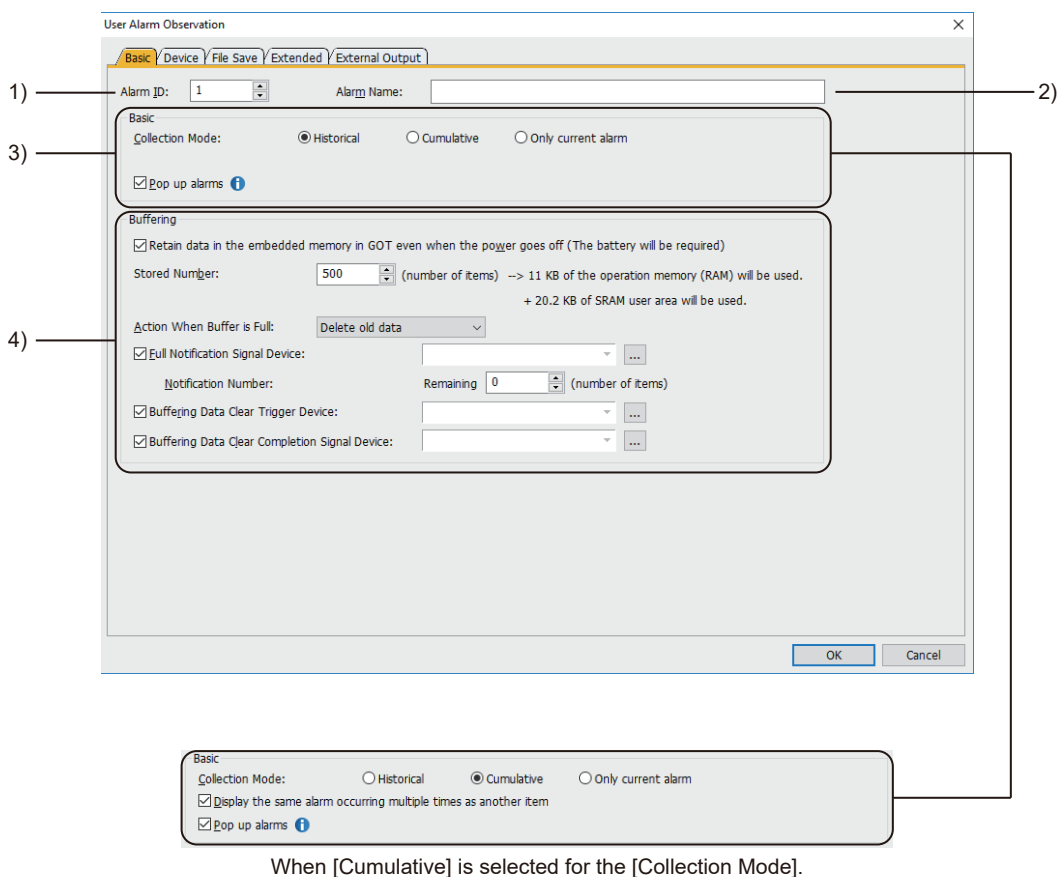 User Alarm Observation
Basic Device File Save Extended External Output
1) Alarm ID: 1 Alarm Name: 2)
Basic
Collection Mode: Historical Cumulative Only current alarm
3)
Pop up alarms
Buffering
Retain data in the embedded memory in GOT even when the power goes off (The battery will be required)
Stored Number: 500 (number of items) --> 11 KB of the operation memory (RAM) will be used.
+ 20.2 KB of SRAM user area will be used.
Action When Buffer is Full: Delete old data
4)
Full Notification Signal Device: ...
Notification Number: Remaining 0 (number of items)
Buffering Data Clear Trigger Device: ...
Buffering Data Clear Completion Signal Device: ...
OK Cancel
Basic
Collection Mode: Historical Cumulative Only current alarm
Display the same alarm occurring multiple times as another item
Pop up alarms
When [Cumulative] is selected for the [Collection Mode].